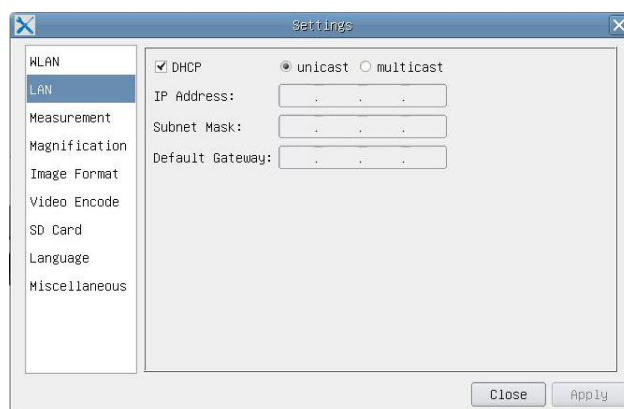 Settings
WLAN
LAN
Measurement
Magnification
Image Format
Video Encode
SD Card
Language
Miscellaneous
DHCP unicast multicast
IP Address: . . .
Subnet Mask: . . .
Default Gateway: . . .
Close Apply